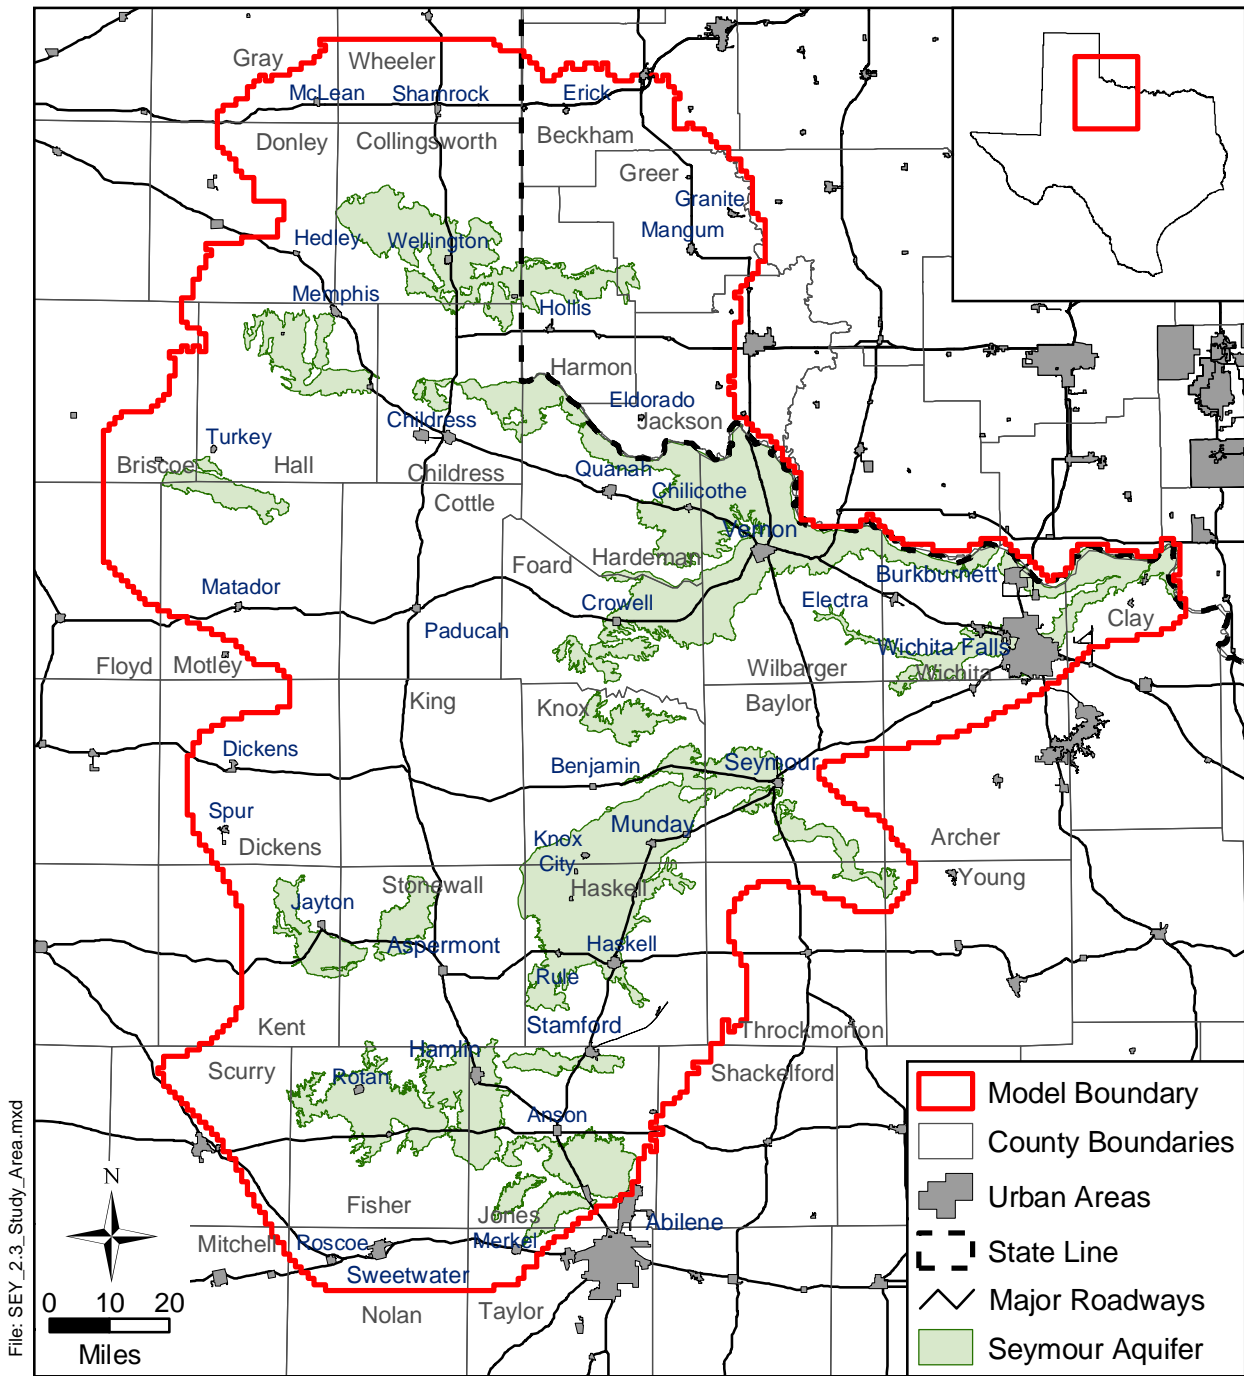 Gray
Wheeler
McLean
Shamrock
Erick
Donley
Collingsworth
Beckham
Greer
Granite
Mangum
Hedley
Wellington
Memphis
Hollis
Harmon
Eldorado
Jackson
Childress
Turkey
Briscoe
Hall
Childress
Quanah
Chilicothe
Cottle
Vernon
Foard
Hardeman
Burkburnett
Matador
Crowell
Electra
Clay
Paducah
Wichita Falls
Floyd
Motley
Wilbarger
Wichita
King
Knox
Baylor
Dickens
Benjamin
Seymour
Spur
Munday
Knox
City
Dickens
Archer
Stonewall
Haskell
Young
Jayton
Aspermont
Haskell
Rule
Kent
Stamford
Throckmorton
Scurry
Hamlin
Rotan
Shackelford
Anson
Fisher
Jones
Abilene
Mitchell
Roscoe
Merkel
Sweetwater
Nolan
Taylor
N
0 10 20
Miles
Model Boundary
County Boundaries
Urban Areas
State Line
Major Roadways
Seymour Aquifer
File: SEY_2.3_Study_Area.mxd